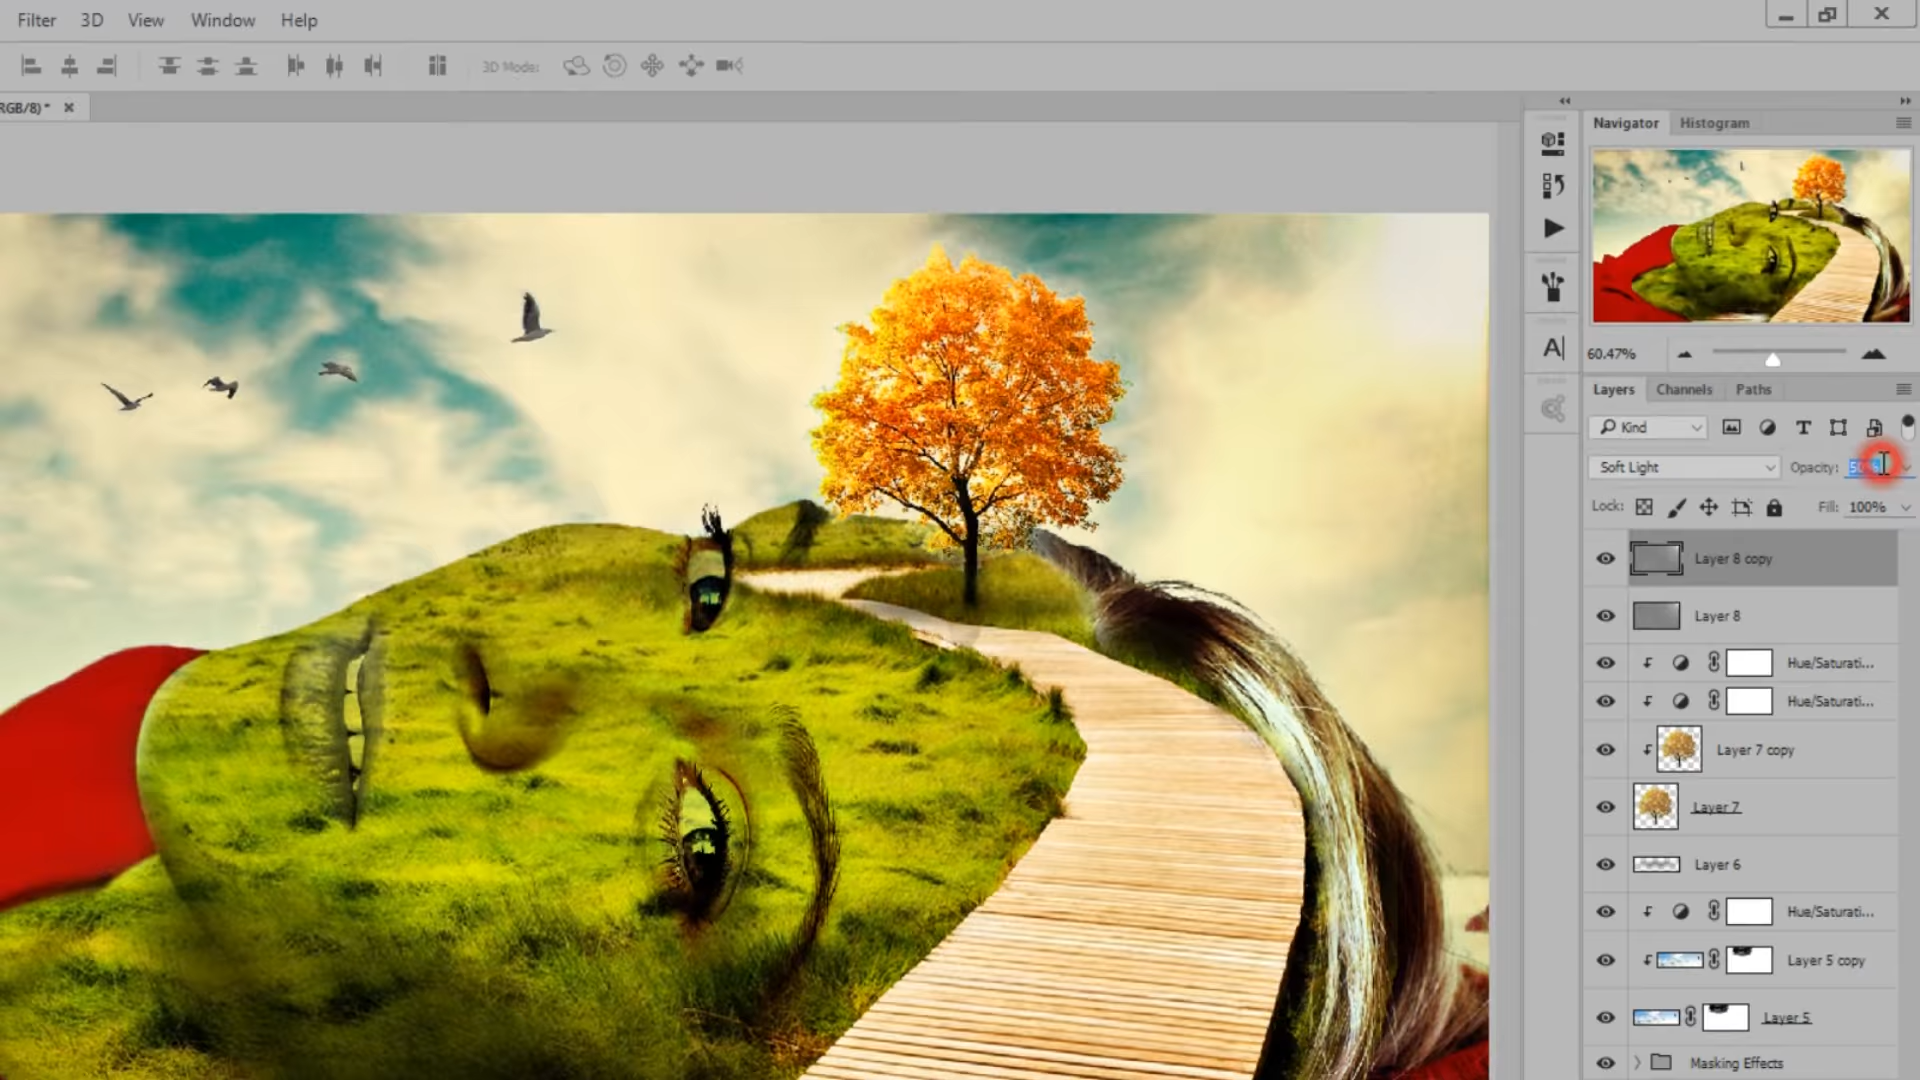 Filter 3D View Window Help
3D Mode:
RGB/8) *
Navigator Histogram
60.47%
Layers Channels Paths
Kind
Soft Light Opacity:
Lock: Fill: 100%
Layer 8 copy
Layer 8
Hue/Saturati...
Hue/Saturati...
Layer 7 copy
Layer 7
Layer 6
Hue/Saturati...
Layer 5 copy
Layer 5
Masking Effects